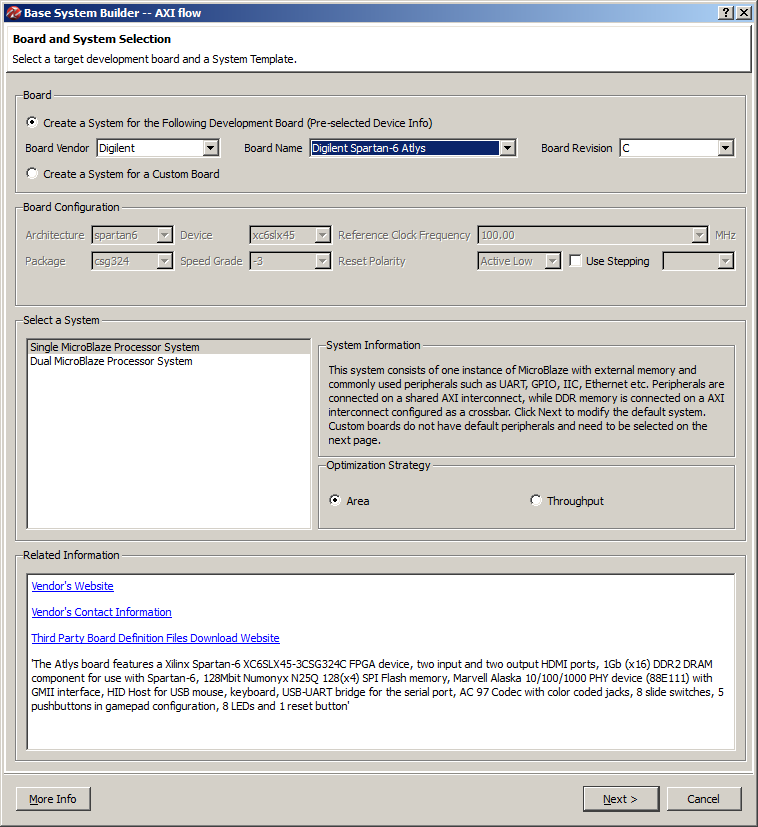 Base System Builder -- AXI flow
Board and System Selection
Select a target development board and a System Template.
Board
Create a System for the Following Development Board (Pre-selected Device Info)
Board Vendor Digilent Board Name Digilent Spartan-6 Atlys Board Revision C
Create a System for a Custom Board
Board Configuration
Architecture spartan6 Device xc6slx45 Reference Clock Frequency 100.00 MHz
Package csg324 Speed Grade -3 Reset Polarity Active Low Use Stepping
Select a System
Single MicroBlaze Processor System
Dual MicroBlaze Processor System
System Information
This system consists of one instance of MicroBlaze with external memory and
commonly used peripherals such as UART, GPIO, IIC, Ethernet etc. Peripherals are
connected on a shared AXI interconnect, while DDR memory is connected on a AXI
interconnect configured as a crossbar. Click Next to modify the default system.
Custom boards do not have default peripherals and need to be selected on the
next page.
Optimization Strategy
Area Throughput
Related Information
Vendor's Website
Vendor's Contact Information
Third Party Board Definition Files Download Website
'The Atlys board features a Xilinx Spartan-6 XC6SLX45-3CSG324C FPGA device, two input and two output HDMI ports, 1Gb (x16) DDR2 DRAM
component for use with Spartan-6, 128Mbit Numonyx N25Q 128(x4) SPI Flash memory, Marvell Alaska 10/100/1000 PHY device (88E111) with
GMII interface, HID Host for USB mouse, keyboard, USB-UART bridge for the serial port, AC 97 Codec with color coded jacks, 8 slide switches, 5
pushbuttons in gamepad configuration, 8 LEDs and 1 reset button'
More Info Next > Cancel